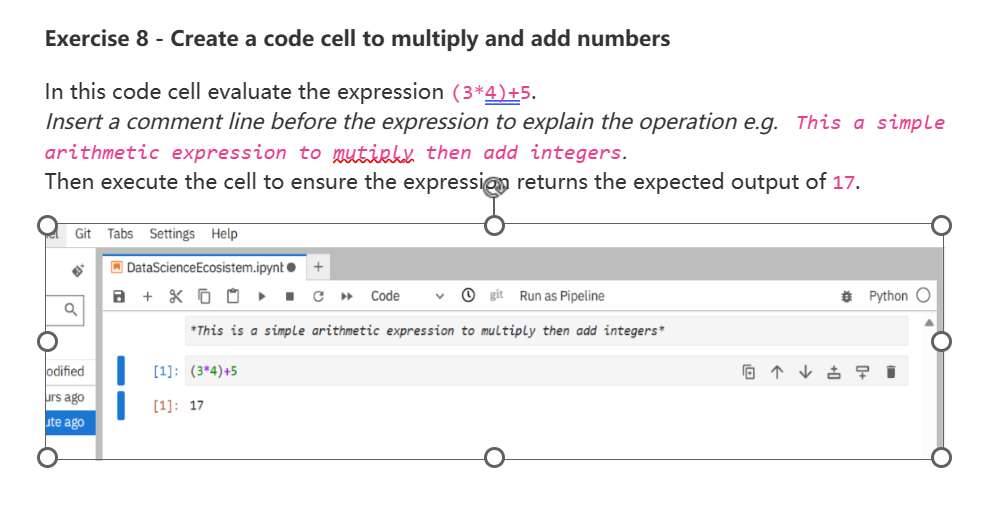 Exercise 8 - Create a code cell to multiply and add numbers
In this code cell evaluate the expression (3*4)+5.
Insert a comment line before the expression to explain the operation e.g. This a simple
arithmetic expression to mutiply then add integers.
Then execute the cell to ensure the expression returns the expected output of 17.
Git Tabs Settings Help
DataScienceEcosistem.ipynb
Code git Run as Pipeline Python
*This is a simple arithmetic expression to multiply then add integers*
odified [1]: (3*4)+5
urs ago [1]: 17
ute ago